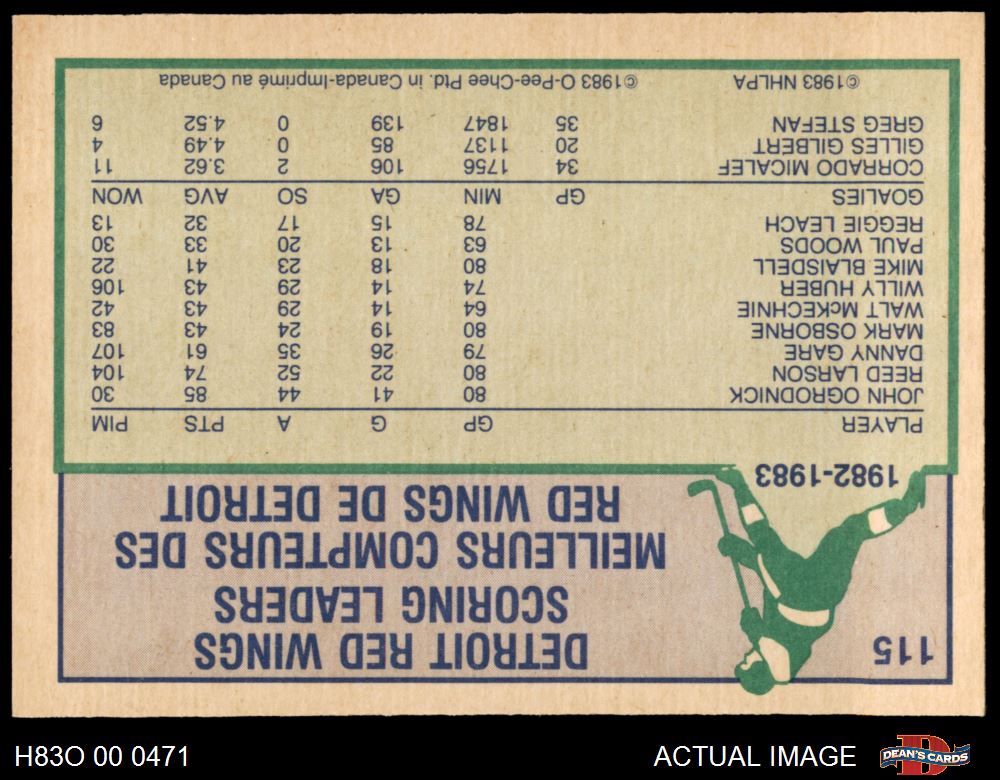 115
DETROIT RED WINGS
SCORING LEADERS
MEILLEURS COMPTEURS DES
RED WINGS DE DETROIT
1982-1983
PLAYER GP G A PTS PIM
JOHN OGRODNICK 80 41 44 85 30
REED LARSON 80 22 52 74 104
DANNY GARE 79 26 35 61 107
MARK OSBORNE 80 19 24 43 83
WALT McKECHNIE 64 14 29 43 42
WILLY HUBER 74 14 29 43 106
MIKE BLAISDELL 80 18 23 41 22
PAUL WOODS 63 13 20 33 30
REGGIE LEACH 78 15 17 32 13
GOALIES GP MIN GA SO AVG WON
CORRADO MICALEF 34 1756 106 2 3.62 11
GILLES GILBERT 20 1137 85 0 4.49 4
GREG STEFAN 35 1847 139 0 4.52 6
©1983 NHLPA ©1983 O-Pee-Chee Ptd. in Canada-Imprimé au Canada
H83O 00 0471 ACTUAL IMAGE DEAN'S CARDS